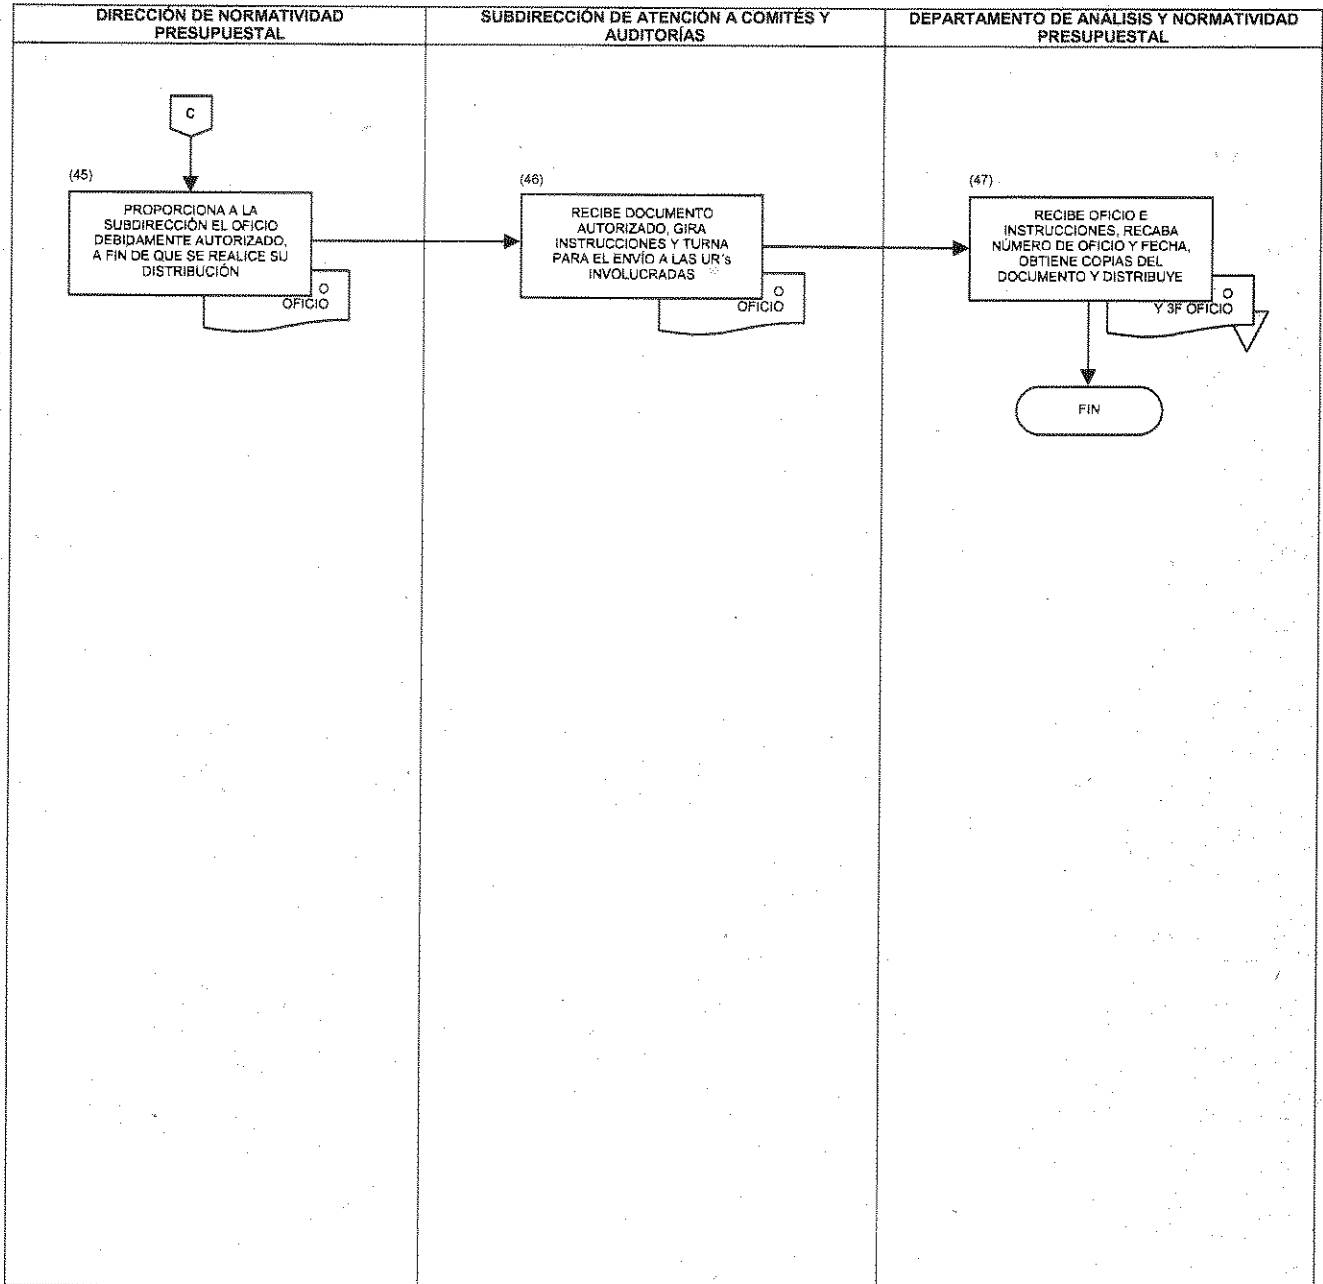 DIRECCIÓN DE NORMATIVIDAD
PRESUPUESTAL
SUBDIRECCIÓN DE ATENCIÓN A COMITÉS Y
AUDITORÍAS
DEPARTAMENTO DE ANÁLISIS Y NORMATIVIDAD
PRESUPUESTAL
C
(45)
PROPORCIONA A LA
SUBDIRECCIÓN EL OFICIO
DEBIDAMENTE AUTORIZADO,
A FIN DE QUE SE REALICE SU
DISTRIBUCIÓN
O
OFICIO
(46)
RECIBE DOCUMENTO
AUTORIZADO, GIRA
INSTRUCCIONES Y TURNA
PARA EL ENVÍO A LAS UR´s
INVOLUCRADAS
O
OFICIO
(47)
RECIBE OFICIO E
INSTRUCCIONES, RECABA
NÚMERO DE OFICIO Y FECHA,
OBTIENE COPIAS DEL
DOCUMENTO Y DISTRIBUYE
O
Y 3F OFICIO
FIN